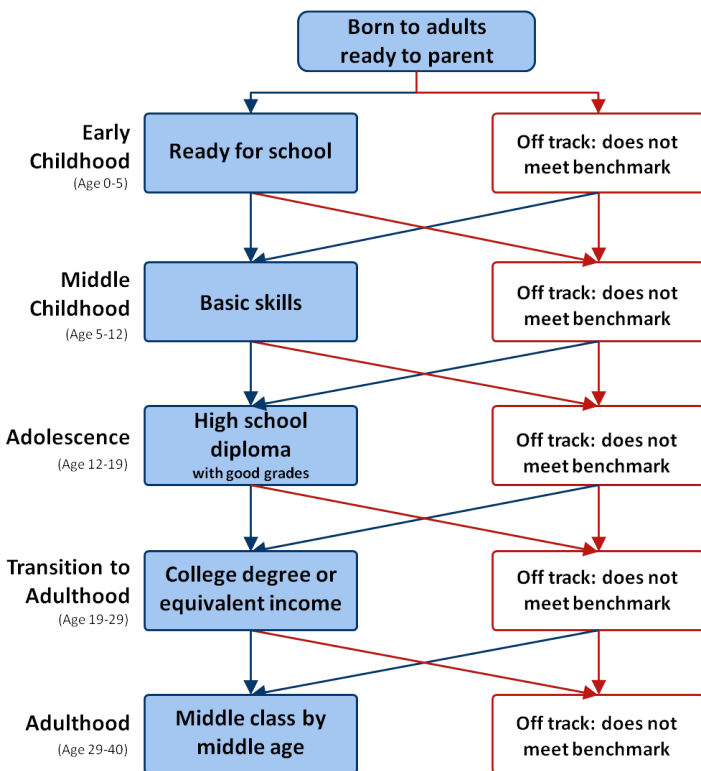 Born to adults
ready to parent
Early
Childhood
(Age 0-5)
Ready for school
Off track: does not
meet benchmark
Middle
Childhood
(Age 5-12)
Basic skills
Off track: does not
meet benchmark
Adolescence
(Age 12-19)
High school
diploma
with good grades
Off track: does not
meet benchmark
Transition to
Adulthood
(Age 19-29)
College degree or
equivalent income
Off track: does not
meet benchmark
Adulthood
(Age 29-40)
Middle class by
middle age
Off track: does not
meet benchmark